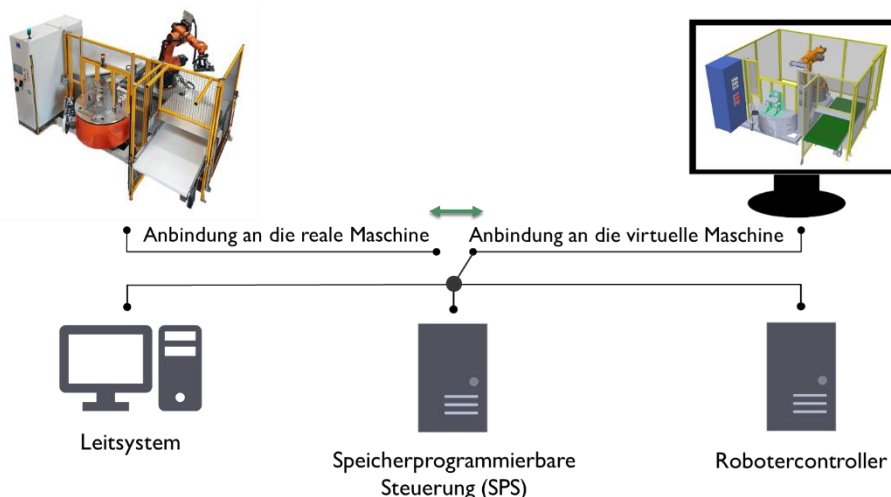 Anbindung an die reale Maschine
Anbindung an die virtuelle Maschine
Leitsystem
Speicherprogrammierbare
Steuerung (SPS)
Robotercontroller